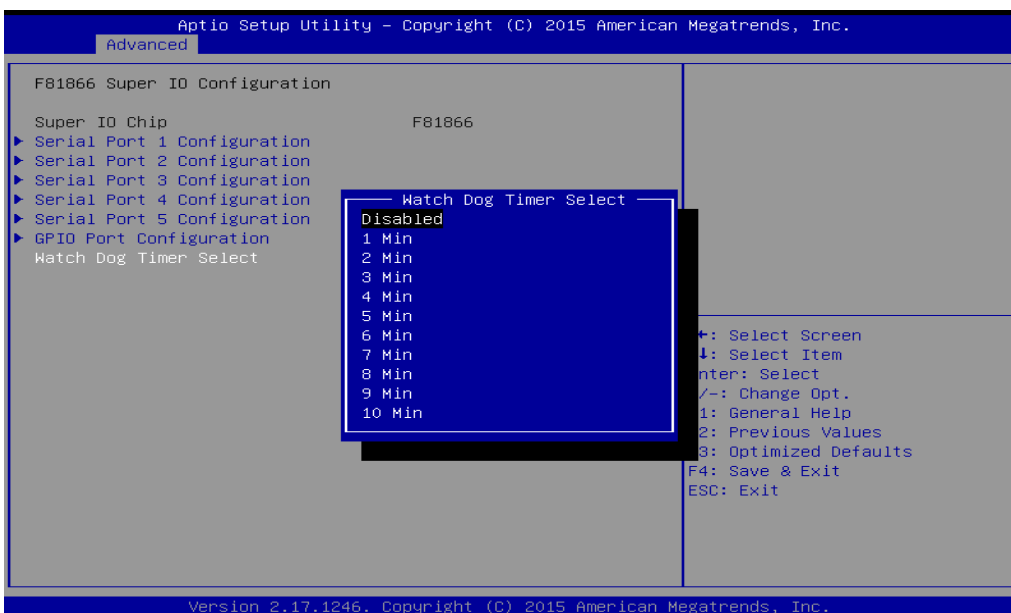 Aptio Setup Utility – Copyright (C) 2015 American Megatrends, Inc.
Advanced
F81866 Super IO Configuration
Super IO Chip F81866
Serial Port 1 Configuration
Serial Port 2 Configuration
Serial Port 3 Configuration
Serial Port 4 Configuration
Serial Port 5 Configuration
GPIO Port Configuration
Watch Dog Timer Select
Watch Dog Timer Select
Disabled
1 Min
2 Min
3 Min
4 Min
5 Min
6 Min
7 Min
8 Min
9 Min
10 Min
←: Select Screen
↓: Select Item
nter: Select
/-: Change Opt.
1: General Help
2: Previous Values
3: Optimized Defaults
F4: Save & Exit
ESC: Exit
Version 2.17.1246. Copyright (C) 2015 American Megatrends, Inc.